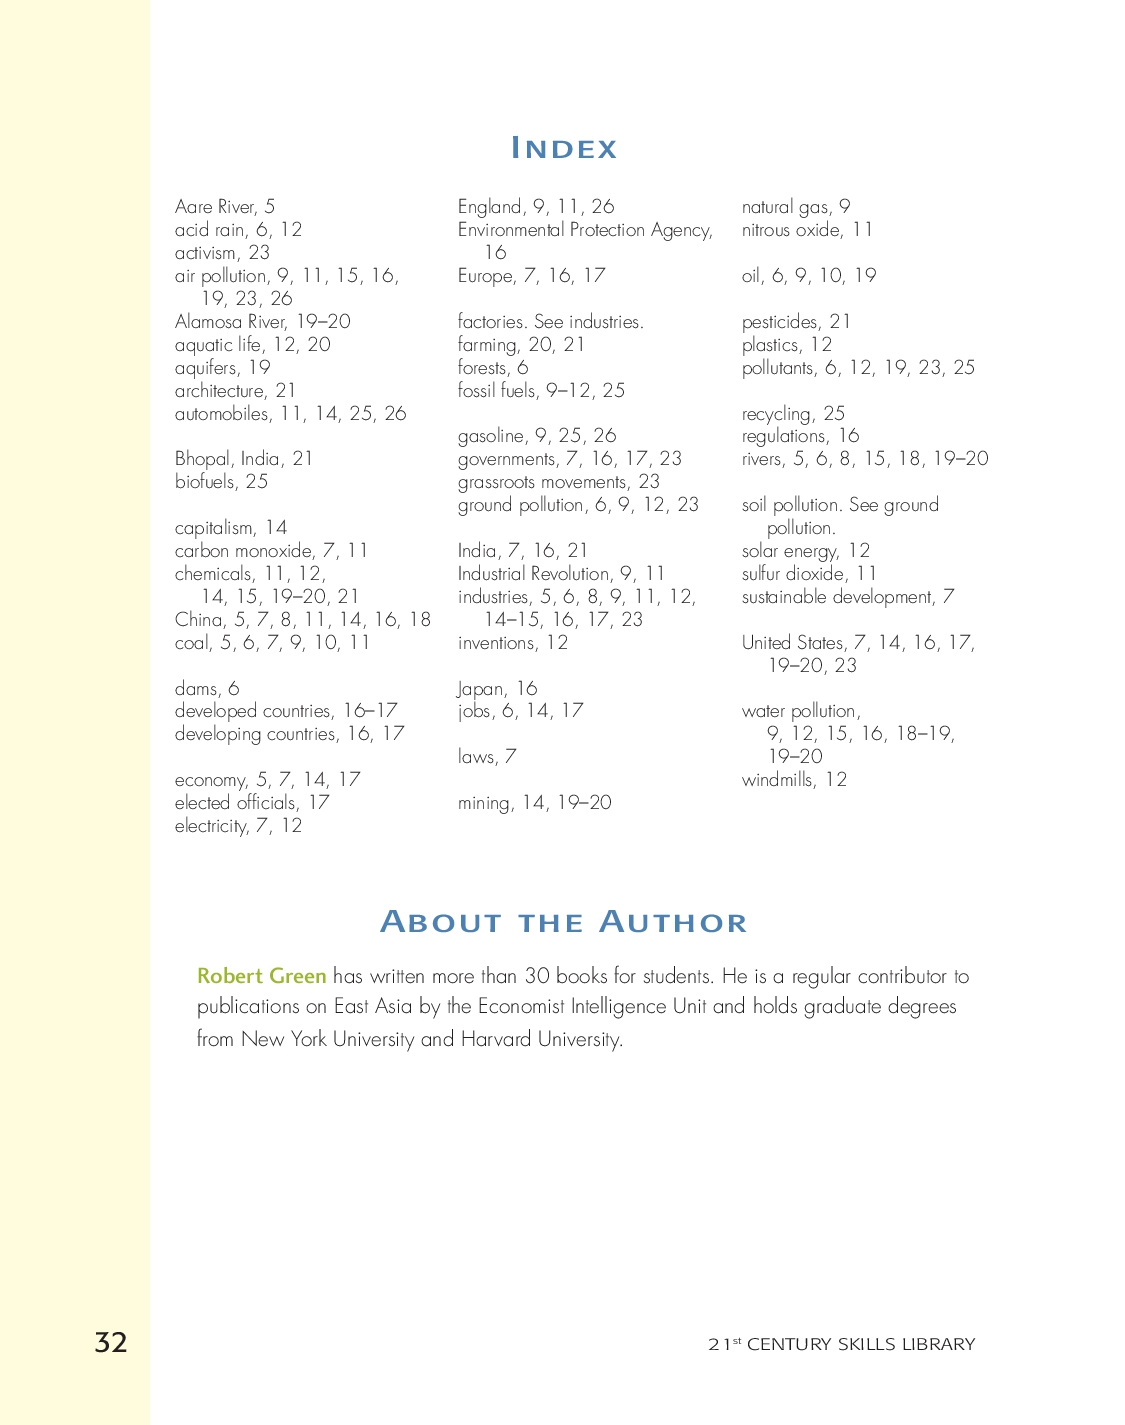 INDEX
Aare River, 5
acid rain, 6, 12
activism, 23
air pollution, 9, 11, 15, 16,
19, 23, 26
Alamosa River, 19–20
aquatic life, 12, 20
aquifers, 19
architecture, 21
automobiles, 11, 14, 25, 26
Bhopal, India, 21
biofuels, 25
capitalism, 14
carbon monoxide, 7, 11
chemicals, 11, 12,
14, 15, 19–20, 21
China, 5, 7, 8, 11, 14, 16, 18
coal, 5, 6, 7, 9, 10, 11
dams, 6
developed countries, 16–17
developing countries, 16, 17
economy, 5, 7, 14, 17
elected officials, 17
electricity, 7, 12
England, 9, 11, 26
Environmental Protection Agency,
16
Europe, 7, 16, 17
factories. See industries.
farming, 20, 21
forests, 6
fossil fuels, 9–12, 25
gasoline, 9, 25, 26
governments, 7, 16, 17, 23
grassroots movements, 23
ground pollution, 6, 9, 12, 23
India, 7, 16, 21
Industrial Revolution, 9, 11
industries, 5, 6, 8, 9, 11, 12,
14–15, 16, 17, 23
inventions, 12
Japan, 16
jobs, 6, 14, 17
laws, 7
mining, 14, 19–20
natural gas, 9
nitrous oxide, 11
oil, 6, 9, 10, 19
pesticides, 21
plastics, 12
pollutants, 6, 12, 19, 23, 25
recycling, 25
regulations, 16
rivers, 5, 6, 8, 15, 18, 19–20
soil pollution. See ground
pollution.
solar energy, 12
sulfur dioxide, 11
sustainable development, 7
United States, 7, 14, 16, 17,
19–20, 23
water pollution,
9, 12, 15, 16, 18–19,
19–20
windmills, 12
ABOUT THE AUTHOR
Robert Green has written more than 30 books for students. He is a regular contributor to
publications on East Asia by the Economist Intelligence Unit and holds graduate degrees
from New York University and Harvard University.
32
21st CENTURY SKILLS LIBRARY